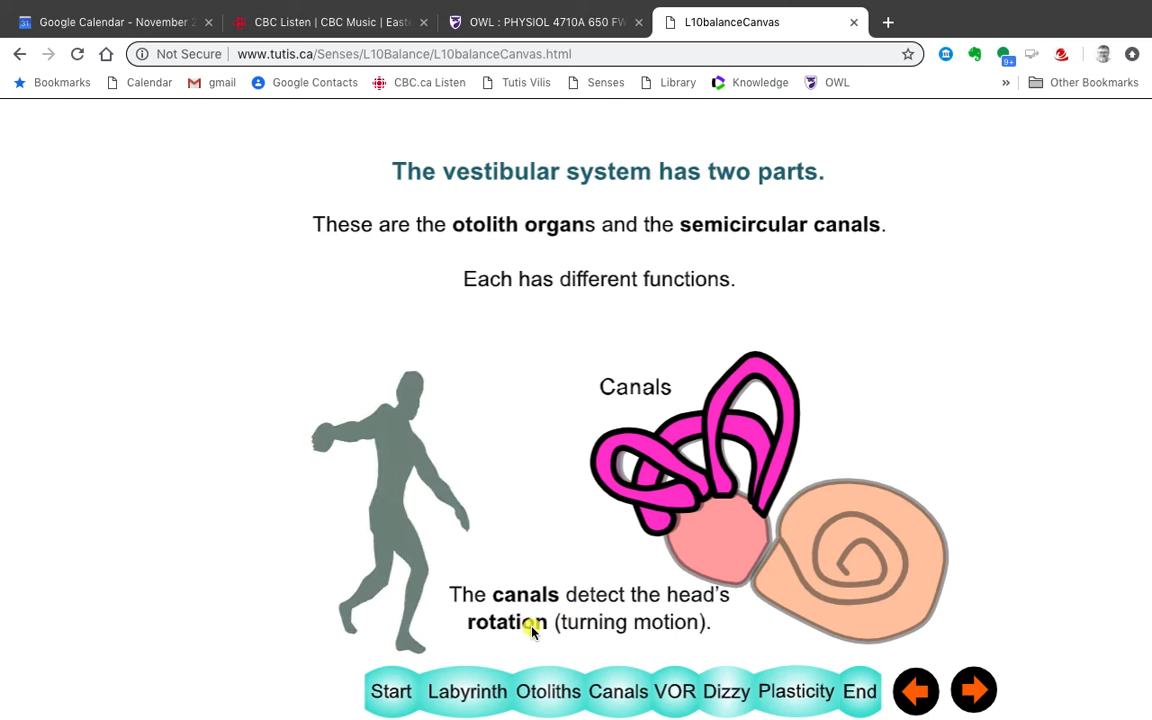 Google Calendar - November 2
CBC Listen | CBC Music | Easte
OWL : PHYSIOL 4710A 650 FW
L10balanceCanvas
Not Secure
www.tutis.ca/Senses/L10Balance/L10balanceCanvas.html
9+
Bookmarks
Calendar
gmail
Google Contacts
CBC.ca Listen
Tutis Vilis
Senses
Library
Knowledge
OWL
»
Other Bookmarks
The vestibular system has two parts.
These are the otolith organs and the semicircular canals.
Each has different functions.
Canals
The canals detect the head's
rotation (turning motion).
Start
Labyrinth
Otoliths
Canals
VOR
Dizzy
Plasticity
End